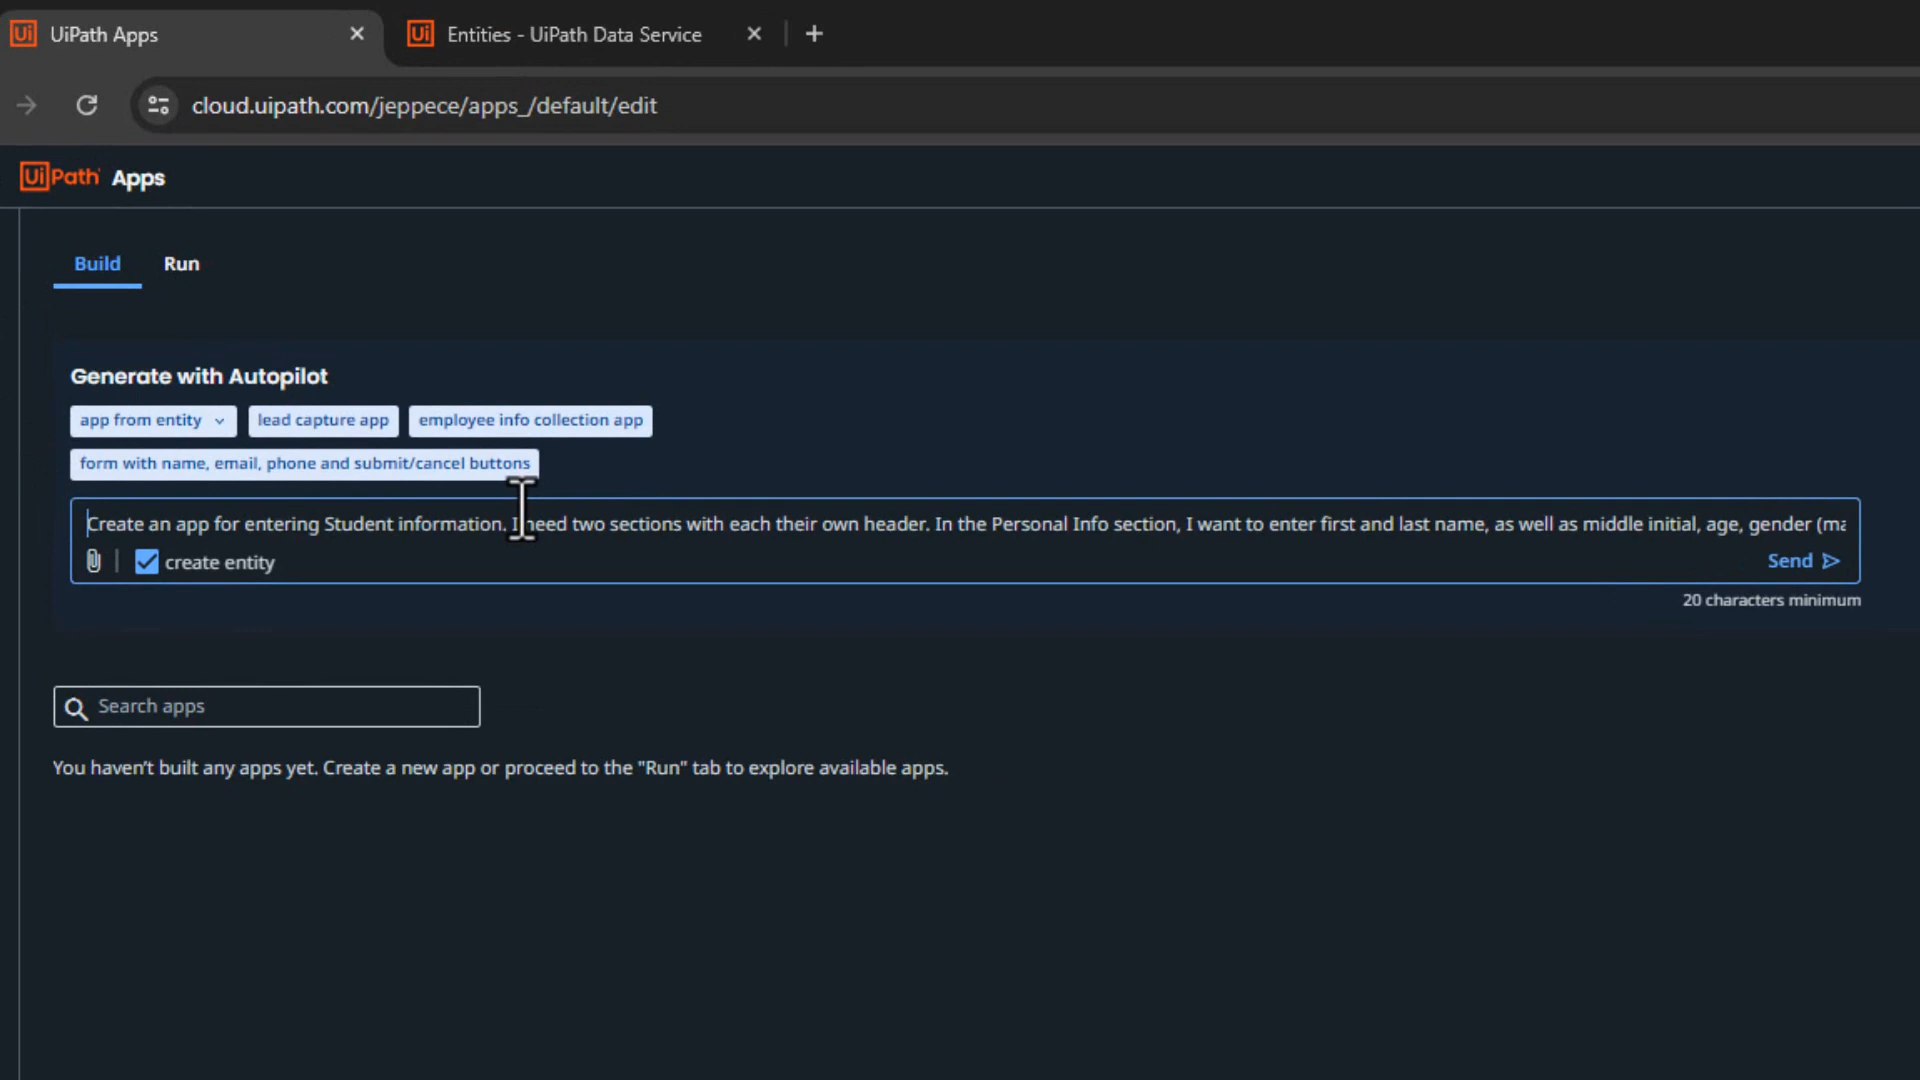 UiPath Apps
Entities - UiPath Data Service
cloud.uipath.com/jeppece/apps_/default/edit
UiPath Apps
Build Run
Generate with Autopilot
app from entity lead capture app employee info collection app
form with name, email, phone and submit/cancel buttons
Create an app for entering Student information. I need two sections with each their own header. In the Personal Info section, I want to enter first and last name, as well as middle initial, age, gender (ma
create entity Send
20 characters minimum
Search apps
You haven't built any apps yet. Create a new app or proceed to the "Run" tab to explore available apps.